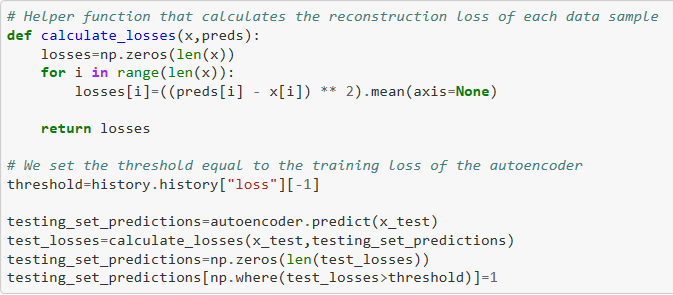 # Helper function that calculates the reconstruction loss of each data sample
def calculate_losses(x,preds):
    losses=np.zeros(len(x))
    for i in range(len(x)):
        losses[i]=((preds[i] - x[i]) ** 2).mean(axis=None)

    return losses

# We set the threshold equal to the training loss of the autoencoder
threshold=history.history["loss"][-1]

testing_set_predictions=autoencoder.predict(x_test)
test_losses=calculate_losses(x_test,testing_set_predictions)
testing_set_predictions=np.zeros(len(test_losses))
testing_set_predictions[np.where(test_losses>threshold)]=1